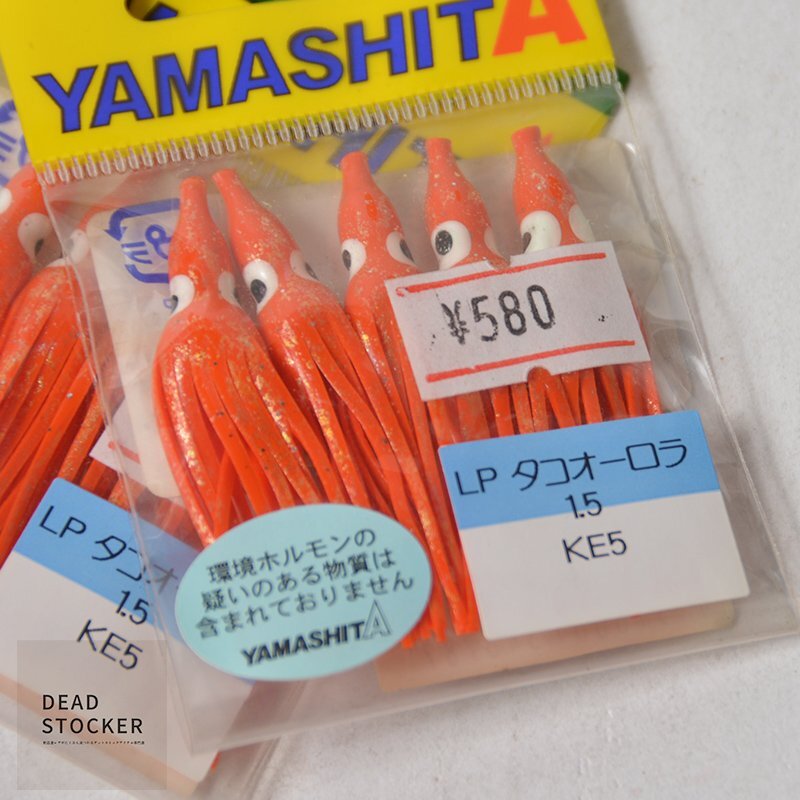 YAMASHITA
¥580
LP タコオーロラ
1.5
KE5
環境ホルモンの
疑いのある物質は
含まれておりません
YAMASHITA
LP タコオ
1.5
KE5
DEAD
STOCKER